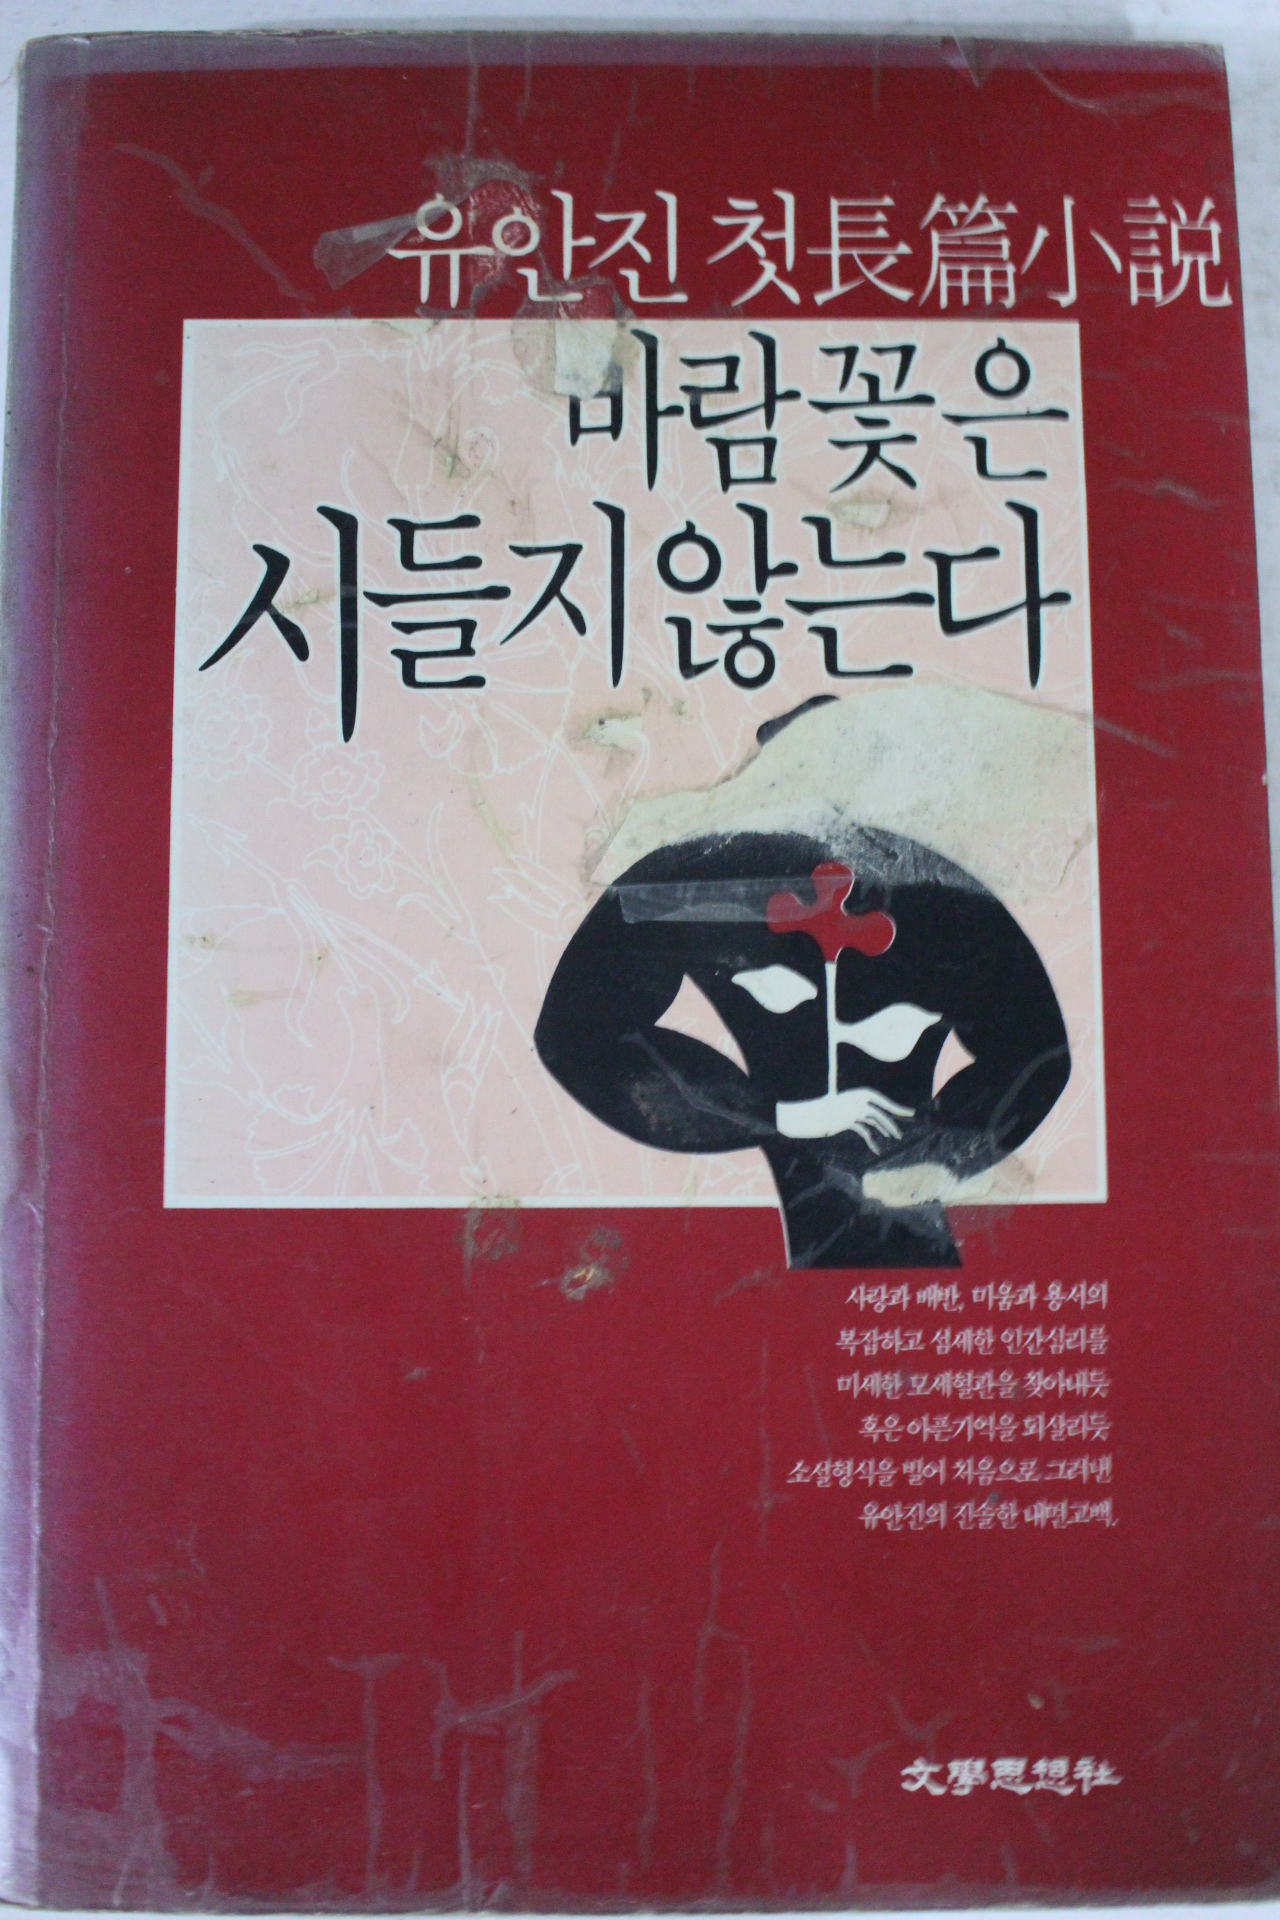 유안진 첫 長篇小說
바람꽃은
시들지 않는다
사랑과 배반, 미움과 용서의
복잡하고 섬세한 인간심리를
미세한 모세혈관을 찾아내듯
혹은 아픈기억을 되살리듯
소설형식을 빌어 처음으로 그려낸
유안진의 진솔한 내면고백.
文學思想社